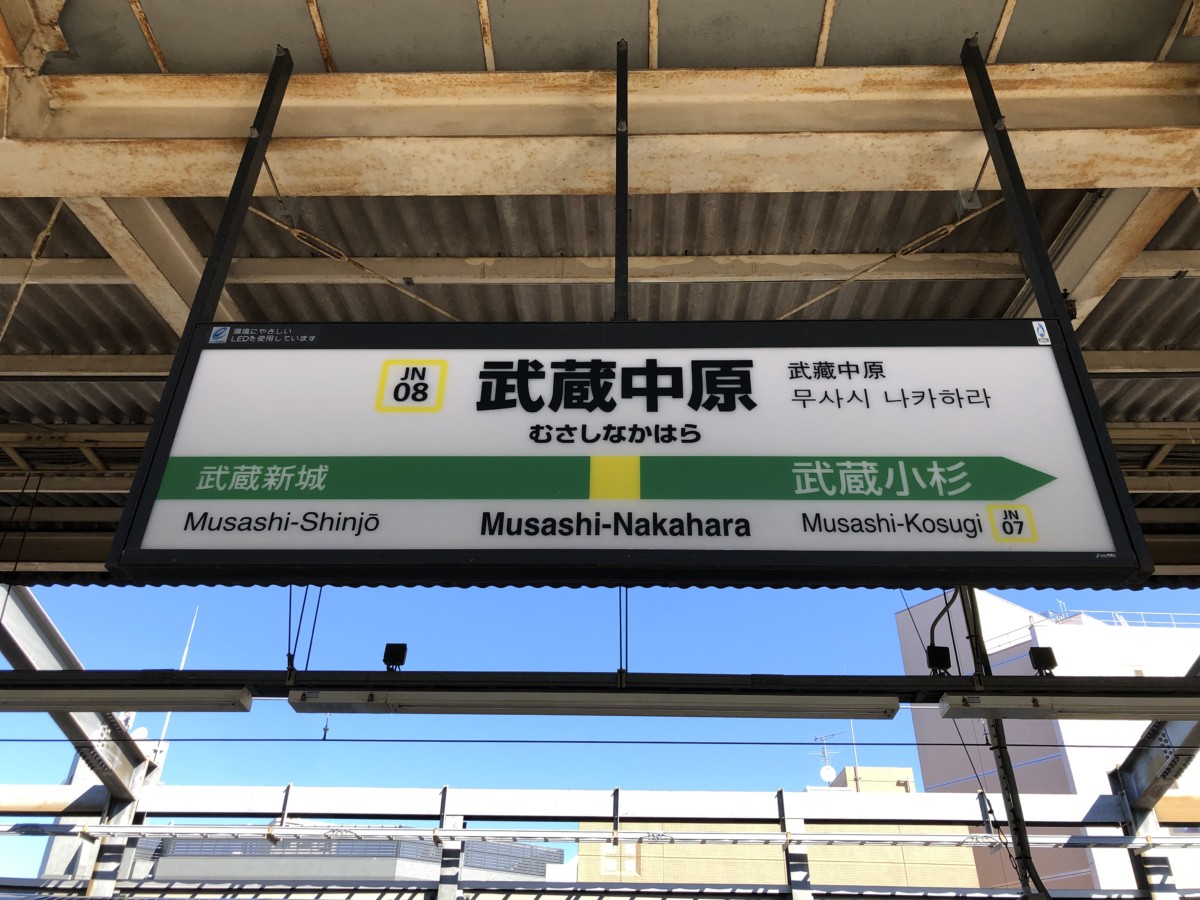 環境にやさしい
LEDを使用しています
JN
08
武蔵中原
むさしなかはら
武藏中原
무사시 나카하라
武蔵新城
武蔵小杉
Musashi-Shinjō
Musashi-Nakahara
Musashi-Kosugi
JN
07